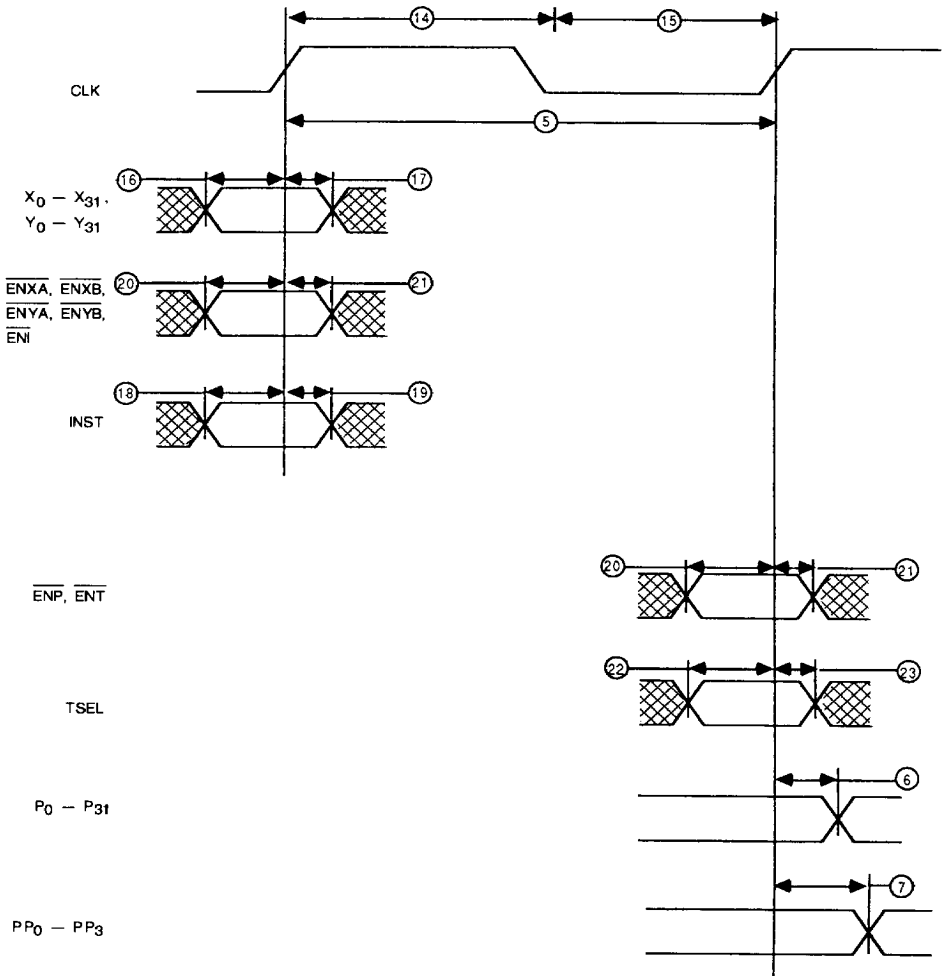 14 15
CLK
5
16 17
X0 – X31,
Y0 – Y31
20 21
ENXA, ENXB,
ENYA, ENYB,
ENI
18 19
INST
20 21
ENP, ENT
22 23
TSEL
6
P0 – P31
7
PP0 – PP3